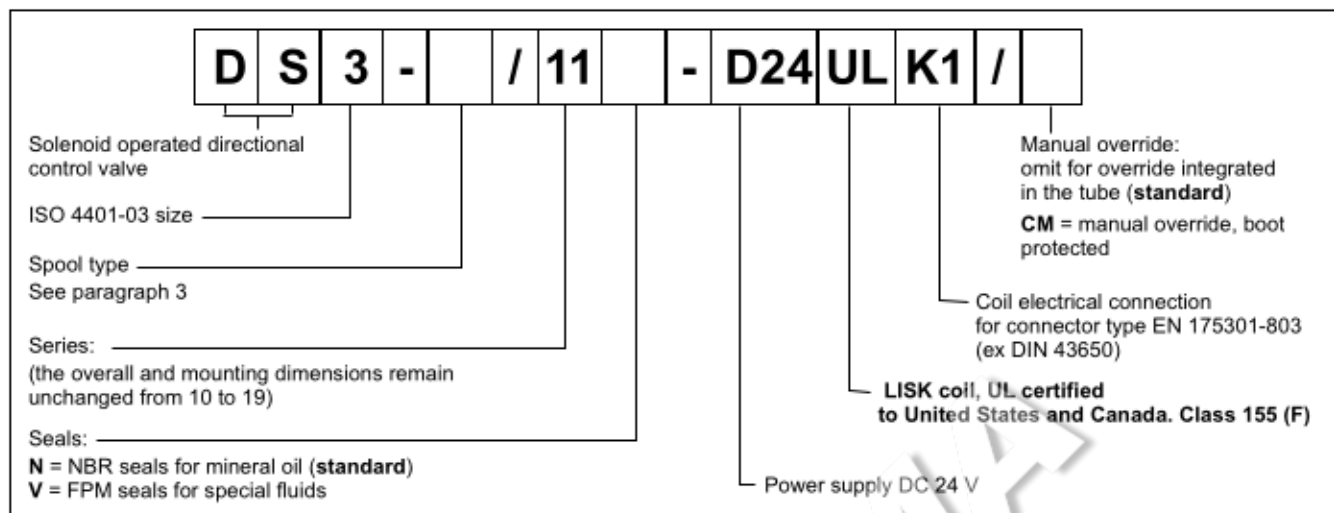 D S 3 - / 11 - D24 UL K1 /
Solenoid operated directional
control valve
ISO 4401-03 size
Spool type
See paragraph 3
Series:
(the overall and mounting dimensions remain
unchanged from 10 to 19)
Seals:
N = NBR seals for mineral oil (standard)
V = FPM seals for special fluids
Manual override:
omit for override integrated
in the tube (standard)
CM = manual override, boot
protected
Coil electrical connection
for connector type EN 175301-803
(ex DIN 43650)
LISK coil, UL certified
to United States and Canada. Class 155 (F)
Power supply DC 24 V